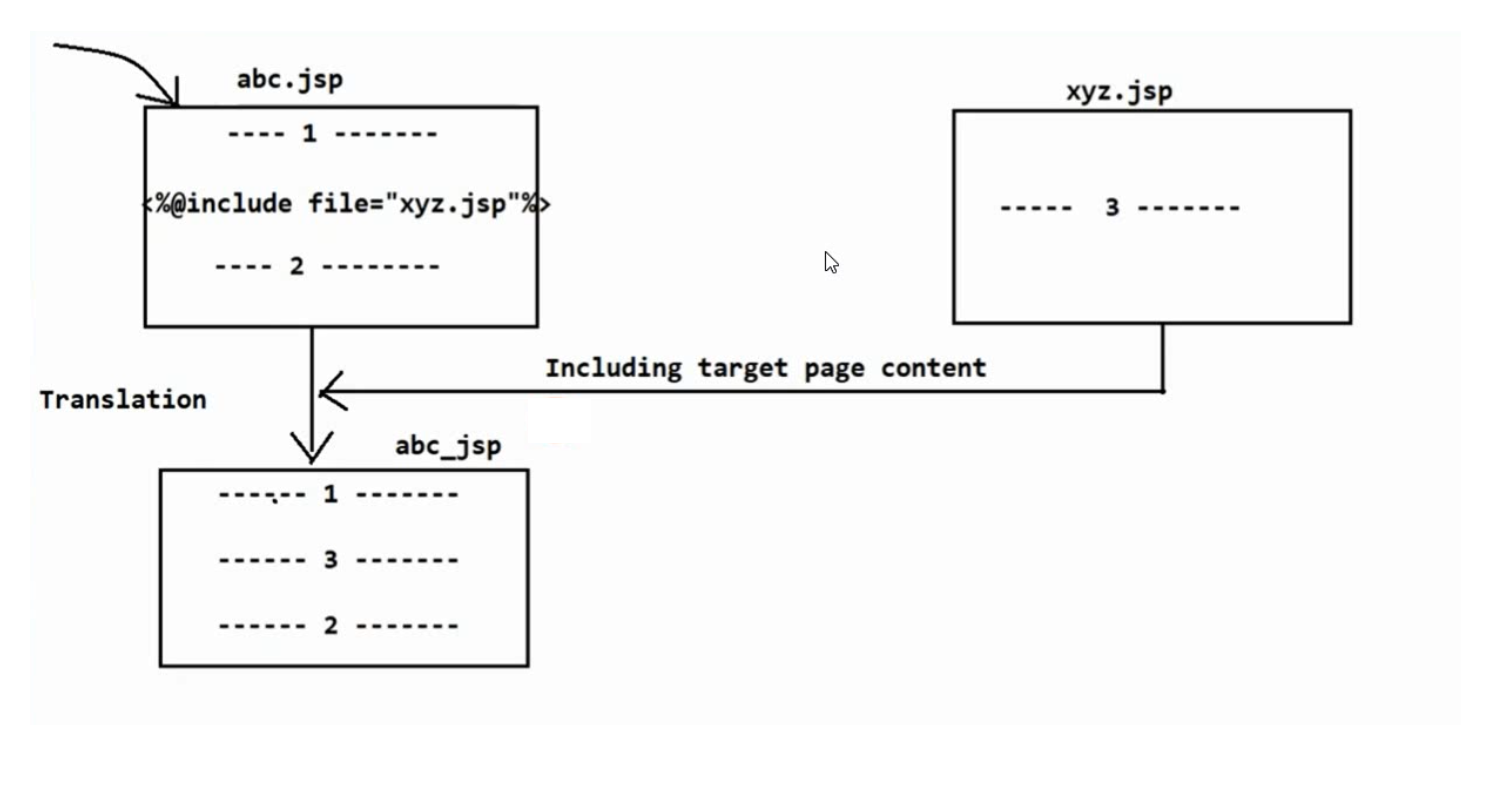 abc.jsp
---- 1 -------
<%@include file="xyz.jsp"%>
---- 2 --------
xyz.jsp
----- 3 -------
Including target page content
Translation
abc_jsp
------ 1 -------
------ 3 -------
------ 2 -------